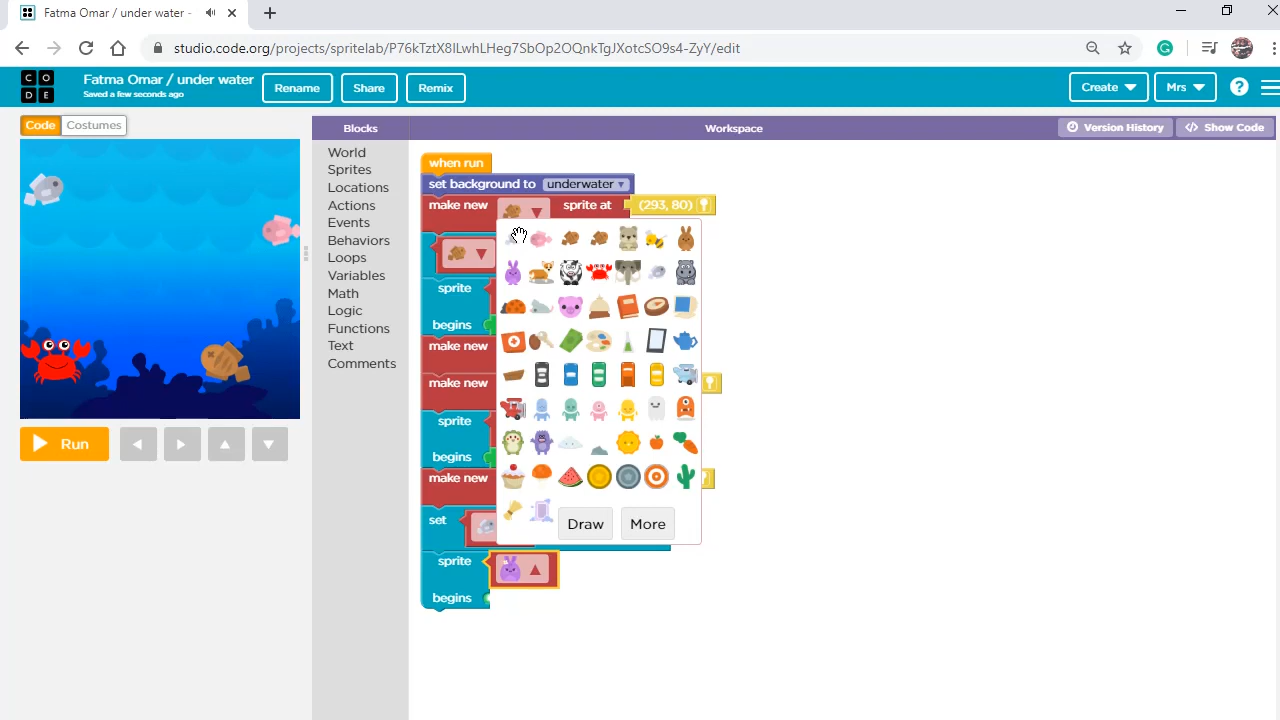 Fatma Omar / under water -
studio.code.org/projects/spritelab/P76kTztX8ILwhLHeg7SbBp2OQnkTgJXotcSO9s4-ZyY/edit
C O
D E
Fatma Omar / under water
Saved a few seconds ago
Rename
Share
Remix
Create
Mrs
?
Code
Costumes
Blocks
Workspace
Version History
</> Show Code
World
Sprites
Locations
Actions
Events
Behaviors
Loops
Variables
Math
Logic
Functions
Text
Comments
when run
set background to underwater
make new sprite at (293, 80)
sprite
begins
make new
make new
sprite
begins
make new
set
sprite
begins
Draw
More
Run